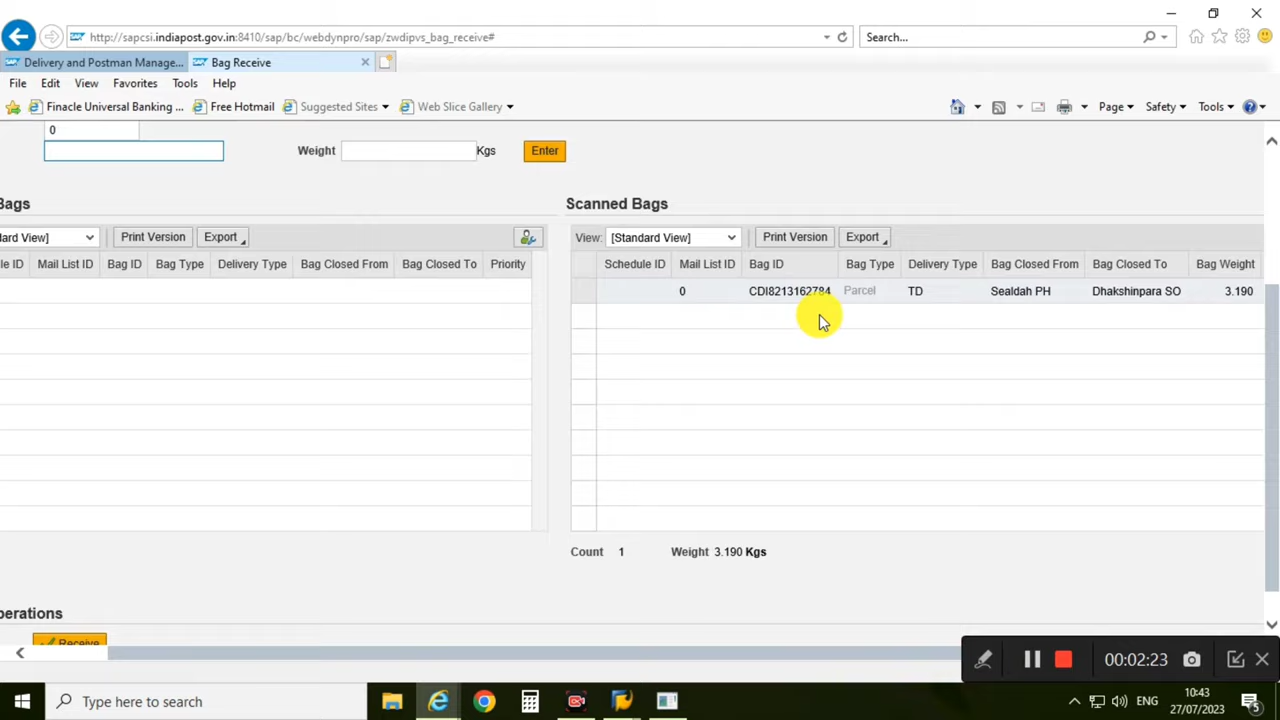 http://sapcsi.indiapost.gov.in:8410/sap/bc/webdynpro/sap/zwdipvs_bag_receive#
Search...
Delivery and Postman Manage...
Bag Receive
File Edit View Favorites Tools Help
Finacle Universal Banking ... Free Hotmail Suggested Sites Web Slice Gallery
Page Safety Tools
0
Weight Kgs Enter
Bags
Scanned Bags
dard View] Print Version Export
View: [Standard View] Print Version Export
le ID Mail List ID Bag ID Bag Type Delivery Type Bag Closed From Bag Closed To Priority
Schedule ID Mail List ID Bag ID Bag Type Delivery Type Bag Closed From Bag Closed To Bag Weight
0 CDI8213162784 Parcel TD Sealdah PH Dhakshinpara SO 3.190
Count 1 Weight 3.190 Kgs
perations
Receive
00:02:23
Type here to search
ENG
10:43
27/07/2023
5